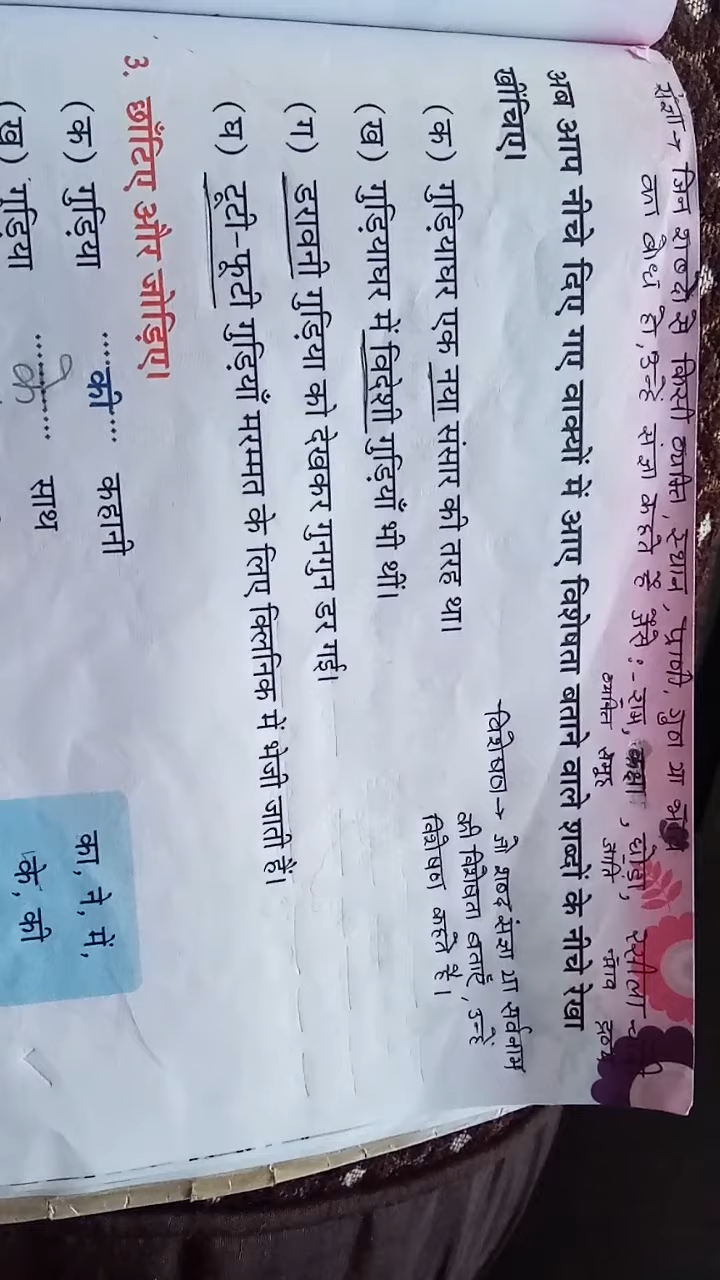 संज्ञा→ जिन शब्दों से किसी व्यक्ति, स्थान, प्राणी, गुण या
का बोध हो, उन्हें संज्ञा कहते हैं जैसे:- राम, कक्षा, घोड़ा, रसीला
व्यक्ति समूह जाति भाव द्रव्य
अब आप नीचे दिए गए वाक्यों में आए विशेषता बताने वाले शब्दों के नीचे रेखा
खींचिए।
विशेषण → जो शब्द संज्ञा या सर्वनाम
की विशेषता बताएँ, उन्हें
विशेषण कहते हैं।
(क) गुड़ियाघर एक नया संसार की तरह था।
(ख) गुड़ियाघर में विदेशी गुड़ियाँ भी थीं।
(ग) डरावनी गुड़िया को देखकर गुनगुन डर गई।
(घ) टूटी-फूटी गुड़ियाँ मरम्मत के लिए क्लिनिक में भेजी जाती हैं।
3. छाँटिए और जोड़िए।
(क) गुड़िया ......की.... कहानी
(ख) गुड़िया ......के.... साथ
का, ने, में,
के, की